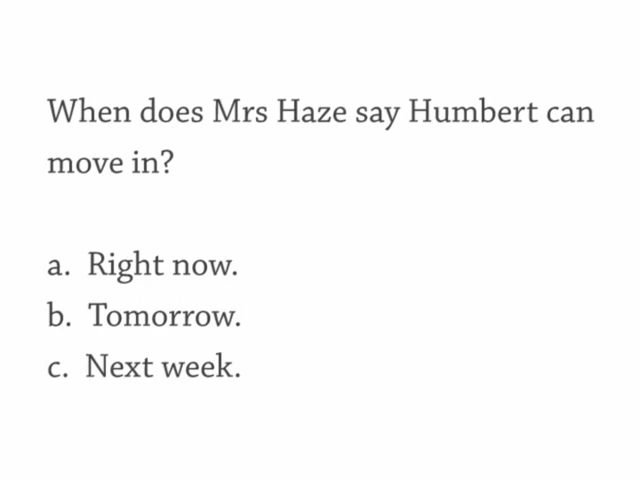 When does Mrs Haze say Humbert can
move in?
a. Right now.
b. Tomorrow.
c. Next week.